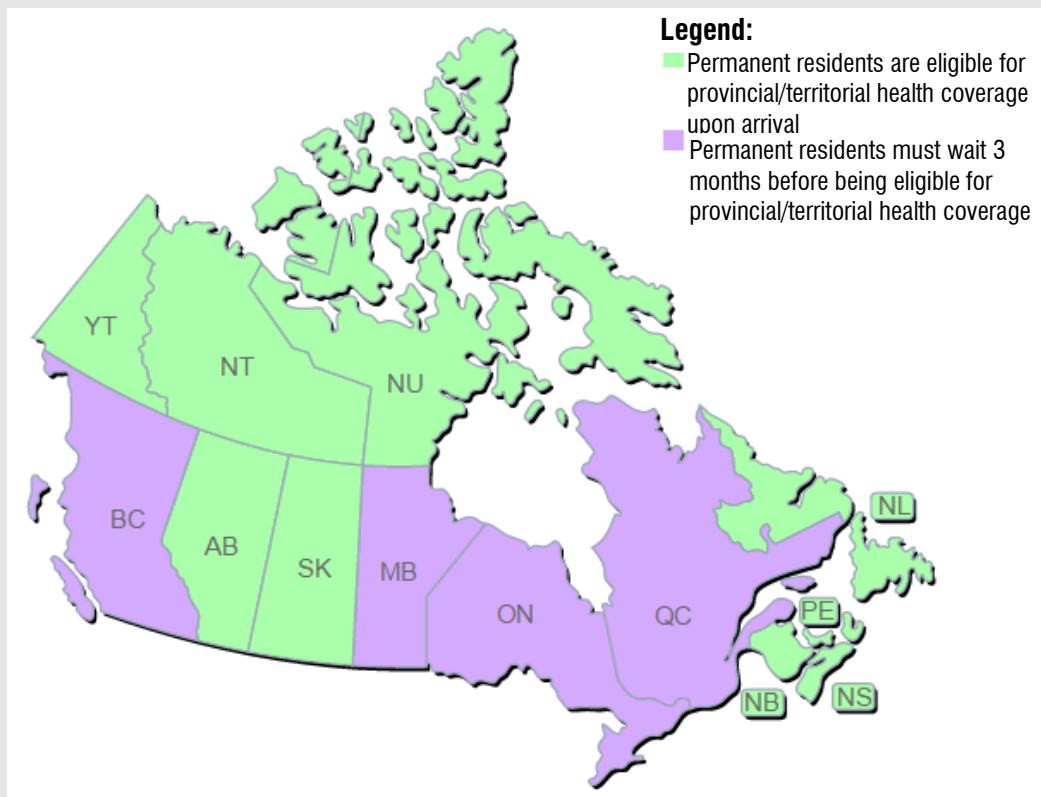 Legend:
Permanent residents are eligible for
provincial/territorial health coverage
upon arrival
Permanent residents must wait 3
months before being eligible for
provincial/territorial health coverage
YT
NT
NU
BC
AB
SK
MB
ON
QC
NL
PE
NB
NS